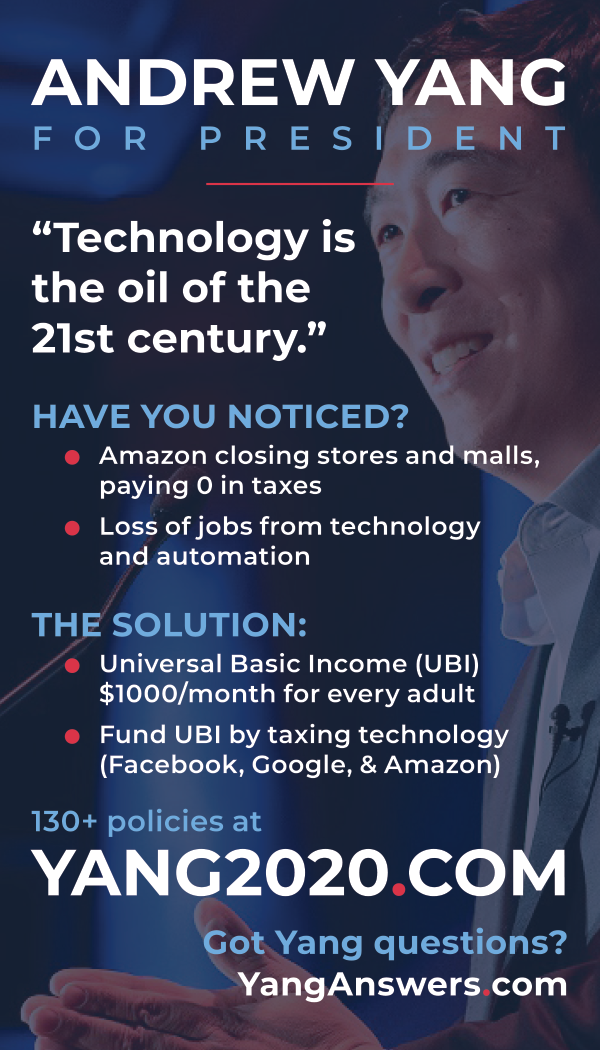 ANDREW YANG
FOR PRESIDENT
“Technology is
the oil of the
21st century.”
HAVE YOU NOTICED?
Amazon closing stores and malls,
paying 0 in taxes
Loss of jobs from technology
and automation
THE SOLUTION:
Universal Basic Income (UBI)
$1000/month for every adult
Fund UBI by taxing technology
(Facebook, Google, & Amazon)
130+ policies at
YANG2020.COM
Got Yang questions?
YangAnswers.com